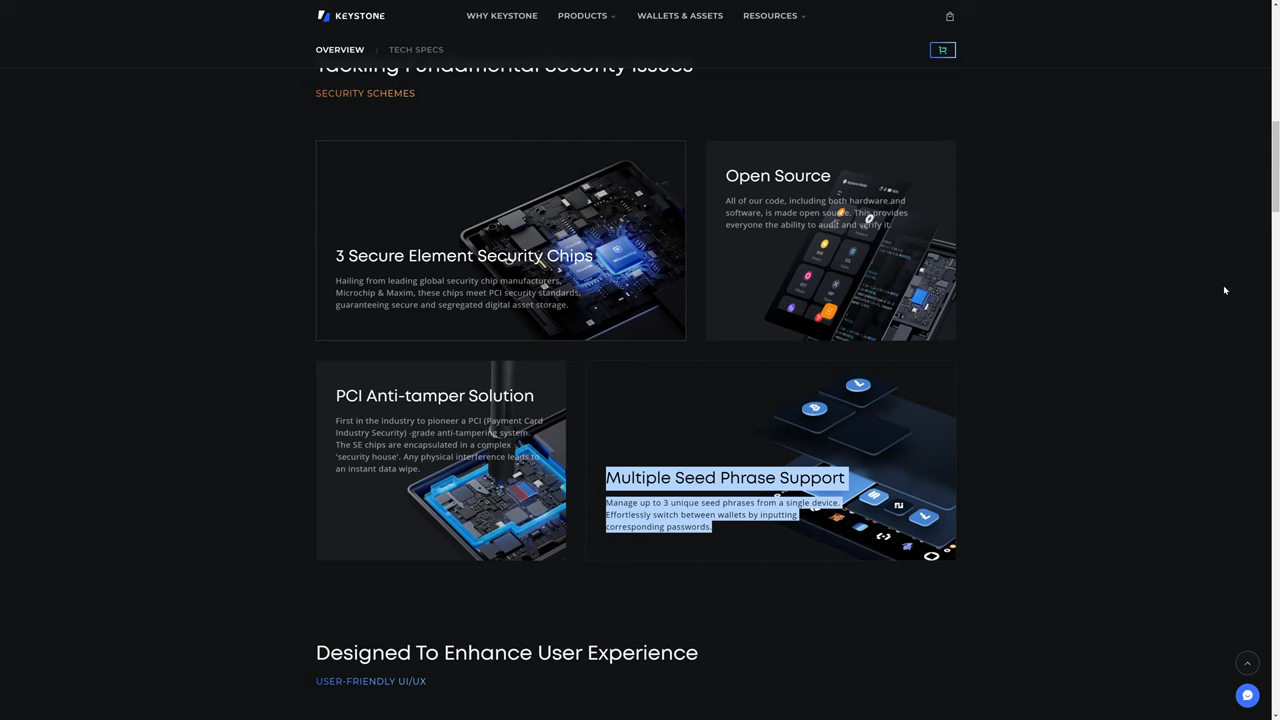 KEYSTONE
WHY KEYSTONE
PRODUCTS
WALLETS & ASSETS
RESOURCES
OVERVIEW
TECH SPECS
Tackling Fundamental Security Issues
SECURITY SCHEMES
3 Secure Element Security Chips
Hailing from leading global security chip manufacturers,
Microchip & Maxim, these chips meet PCI security standards,
guaranteeing secure and segregated digital asset storage.
Open Source
All of our code, including both hardware and
software, is made open source. This provides
everyone the ability to audit and verify it.
PCI Anti-tamper Solution
First in the industry to pioneer a PCI (Payment Card
Industry Security) -grade anti-tampering system.
The SE chips are encapsulated in a complex
'security house'. Any physical interference leads to
an instant data wipe.
Multiple Seed Phrase Support
Manage up to 3 unique seed phrases from a single device.
Effortlessly switch between wallets by inputting
corresponding passwords.
Designed To Enhance User Experience
USER-FRIENDLY UI/UX